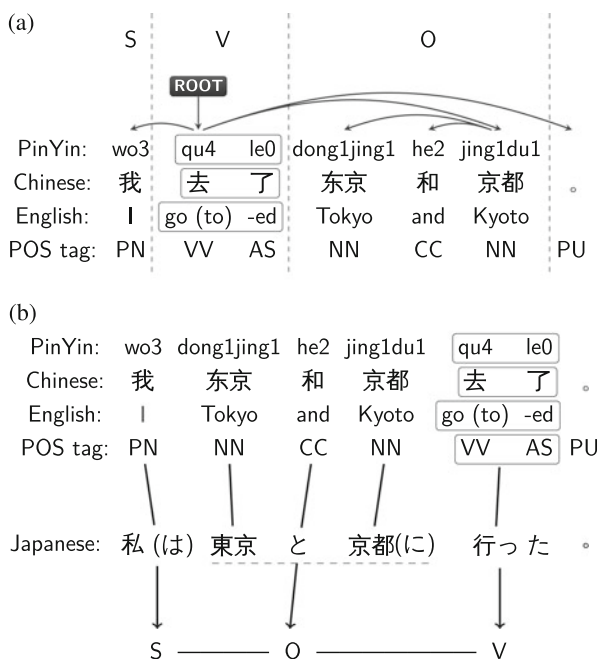 (a)
S V O
ROOT
PinYin: wo3 qu4 le0 dong1jing1 he2 jing1du1
Chinese: 我 去 了 东京 和 京都 。
English: I go (to) -ed Tokyo and Kyoto
POS tag: PN VV AS NN CC NN PU
(b)
PinYin: wo3 dong1jing1 he2 jing1du1 qu4 le0
Chinese: 我 东京 和 京都 去 了 。
English: I Tokyo and Kyoto go (to) -ed
POS tag: PN NN CC NN VV AS PU
Japanese: 私 (は) 東京 と 京都(に) 行った 。
S O V